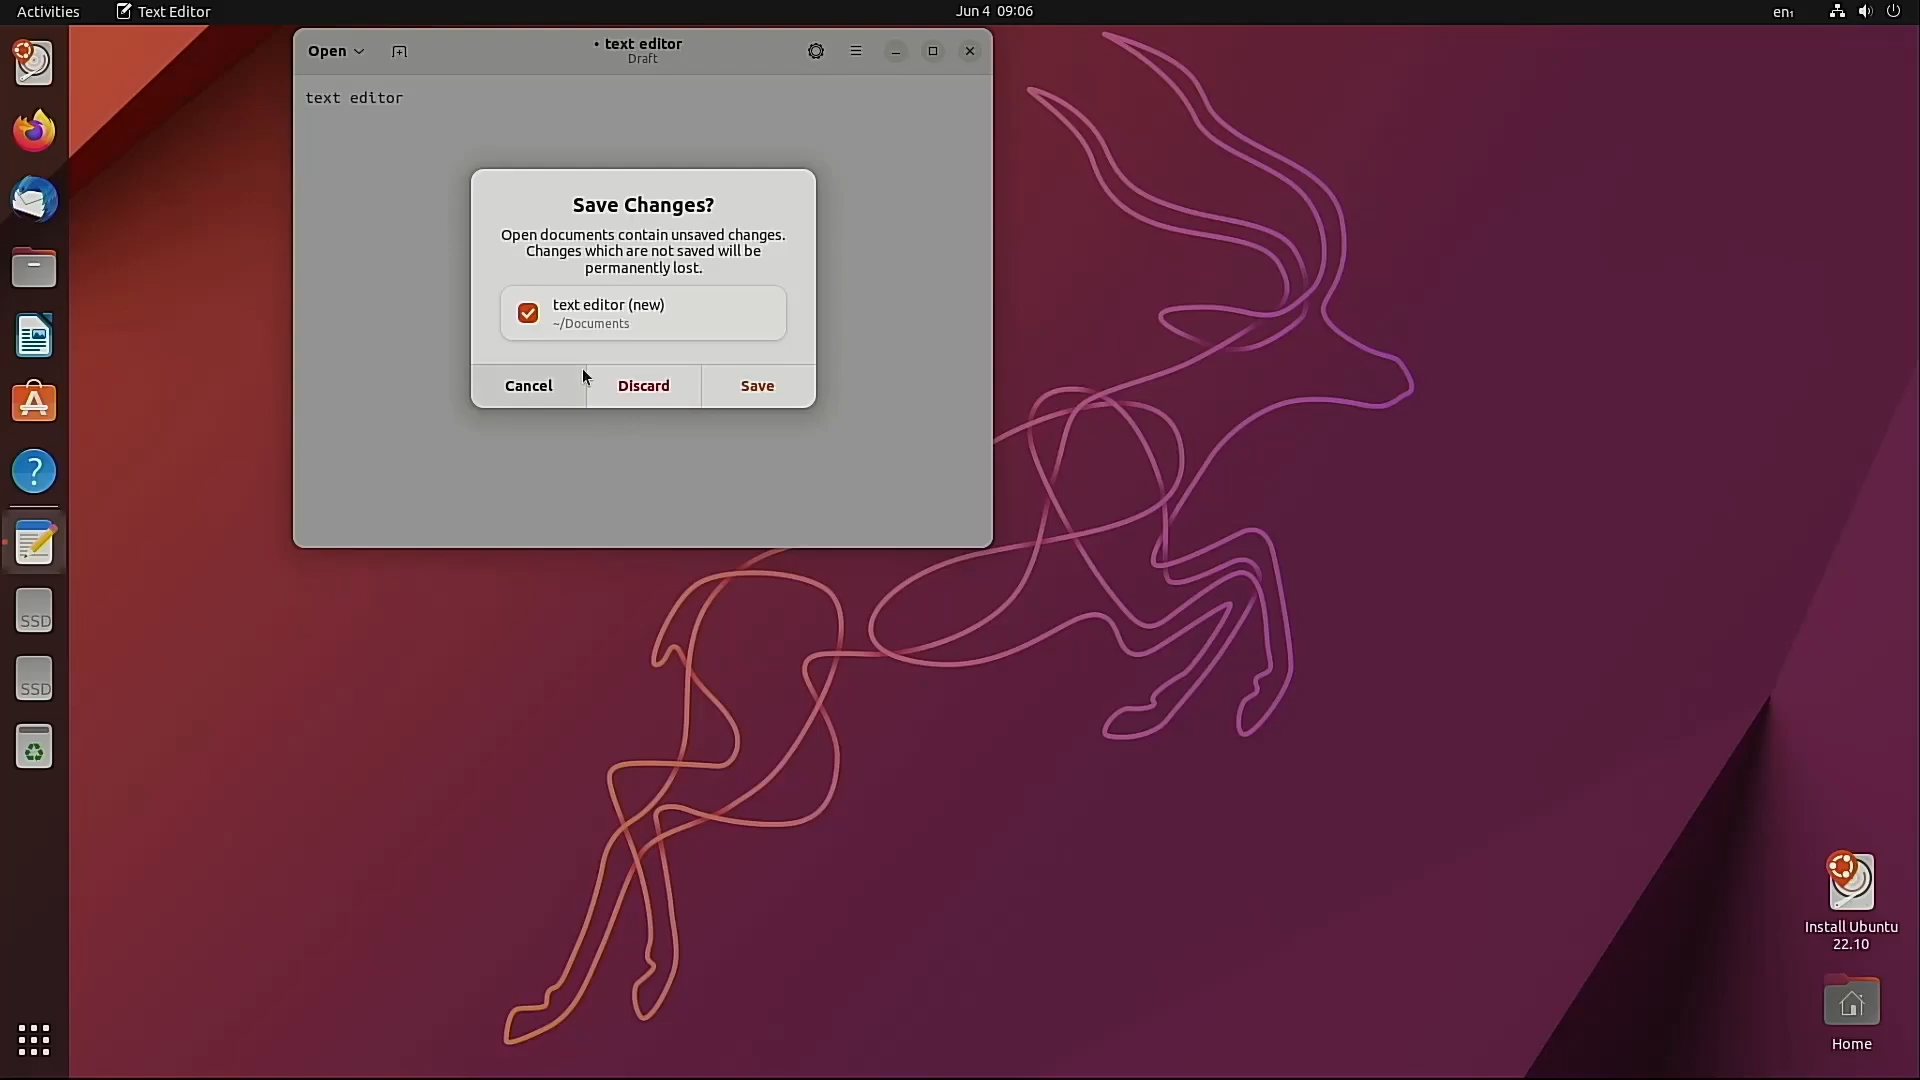 Activities
Text Editor
Jun 4 09:06
en₁
Open
• text editor
Draft
text editor
Save Changes?
Open documents contain unsaved changes.
Changes which are not saved will be
permanently lost.
text editor (new)
~/Documents
Cancel
Discard
Save
SSD
SSD
Install Ubuntu
22.10
Home